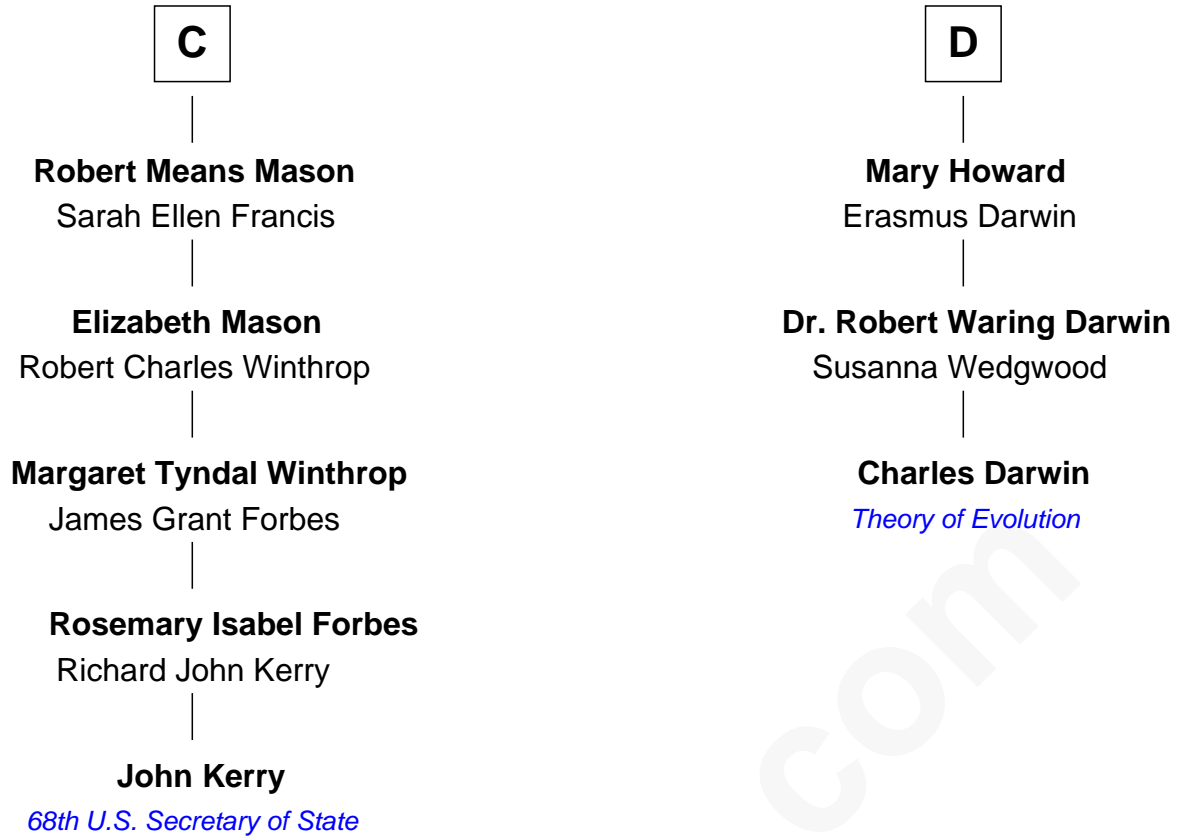 C
Robert Means Mason
Sarah Ellen Francis
Elizabeth Mason
Robert Charles Winthrop
Margaret Tyndal Winthrop
James Grant Forbes
Rosemary Isabel Forbes
Richard John Kerry
John Kerry
68th U.S. Secretary of State
D
Mary Howard
Erasmus Darwin
Dr. Robert Waring Darwin
Susanna Wedgwood
Charles Darwin
Theory of Evolution
com